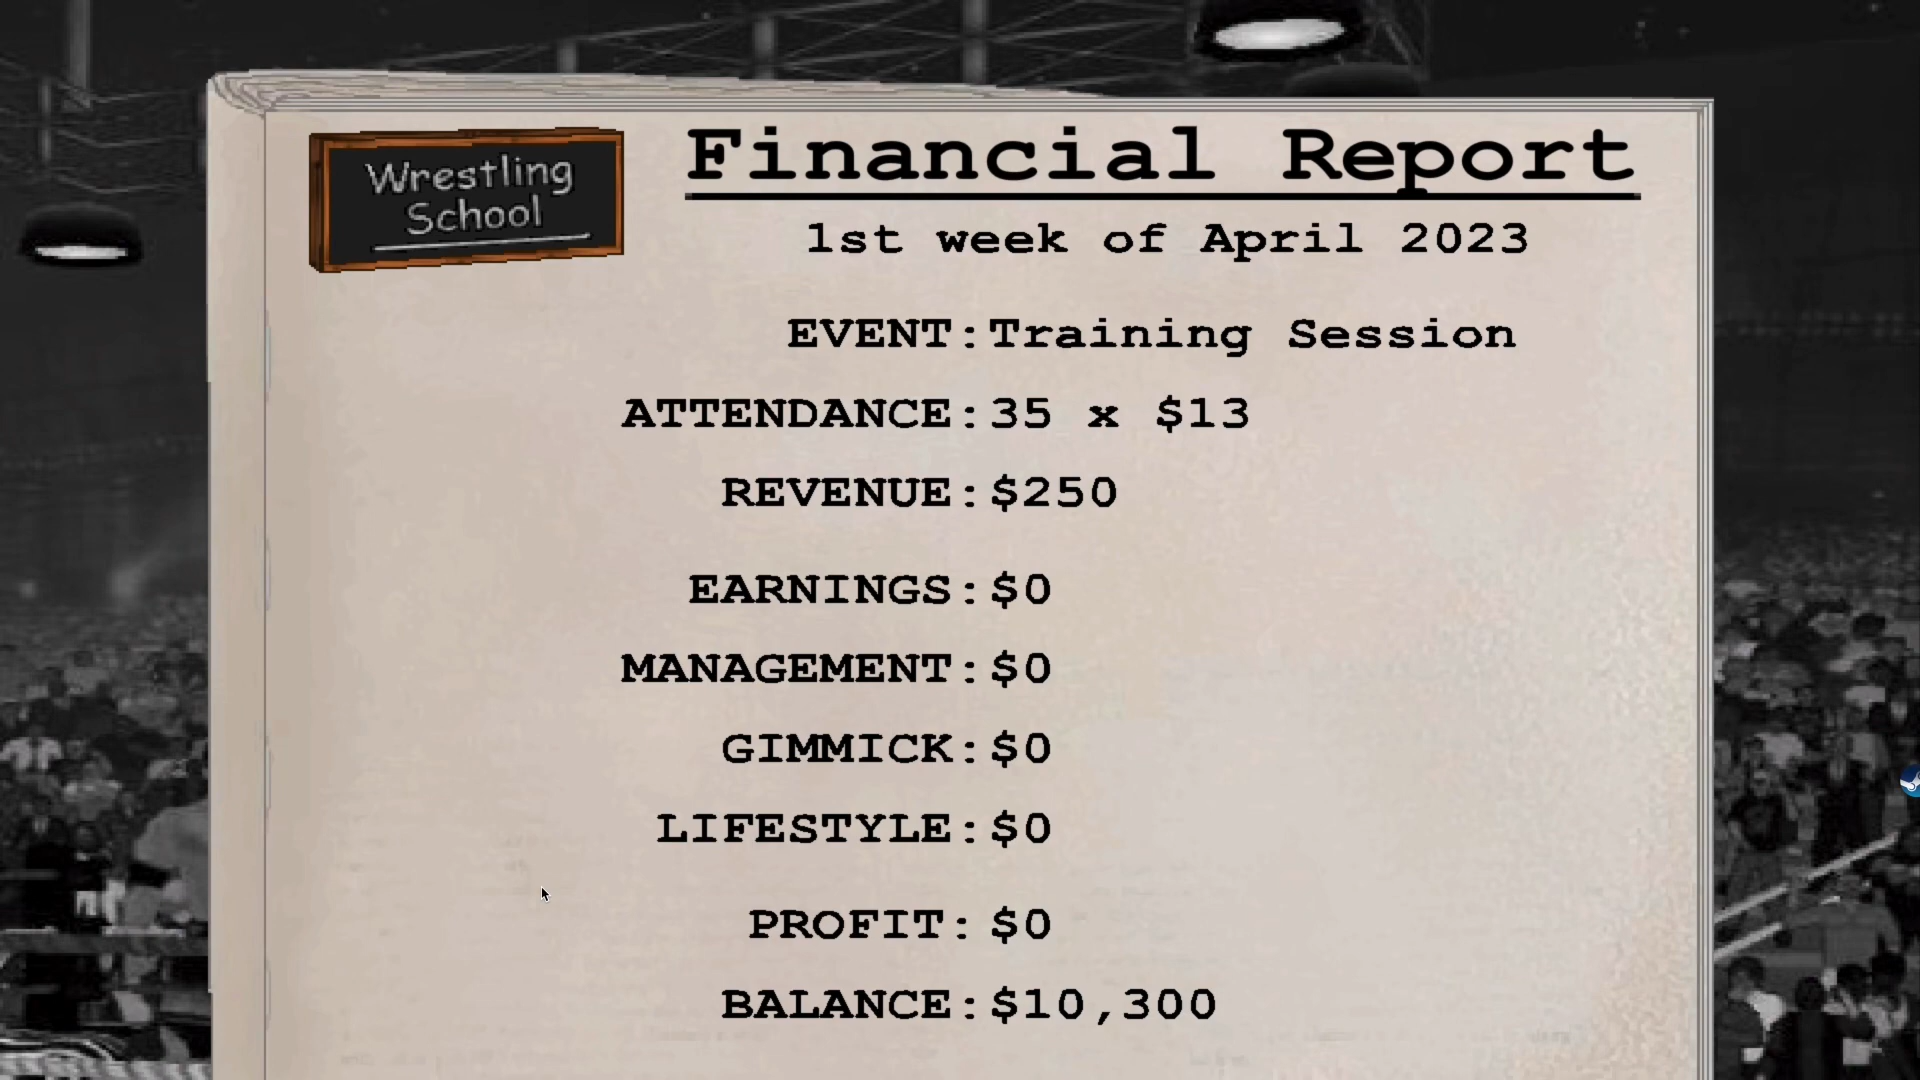 Wrestling
School
Financial Report
1st week of April 2023
EVENT: Training Session
ATTENDANCE: 35 x $13
REVENUE: $250
EARNINGS: $0
MANAGEMENT: $0
GIMMICK: $0
LIFESTYLE: $0
PROFIT: $0
BALANCE: $10,300